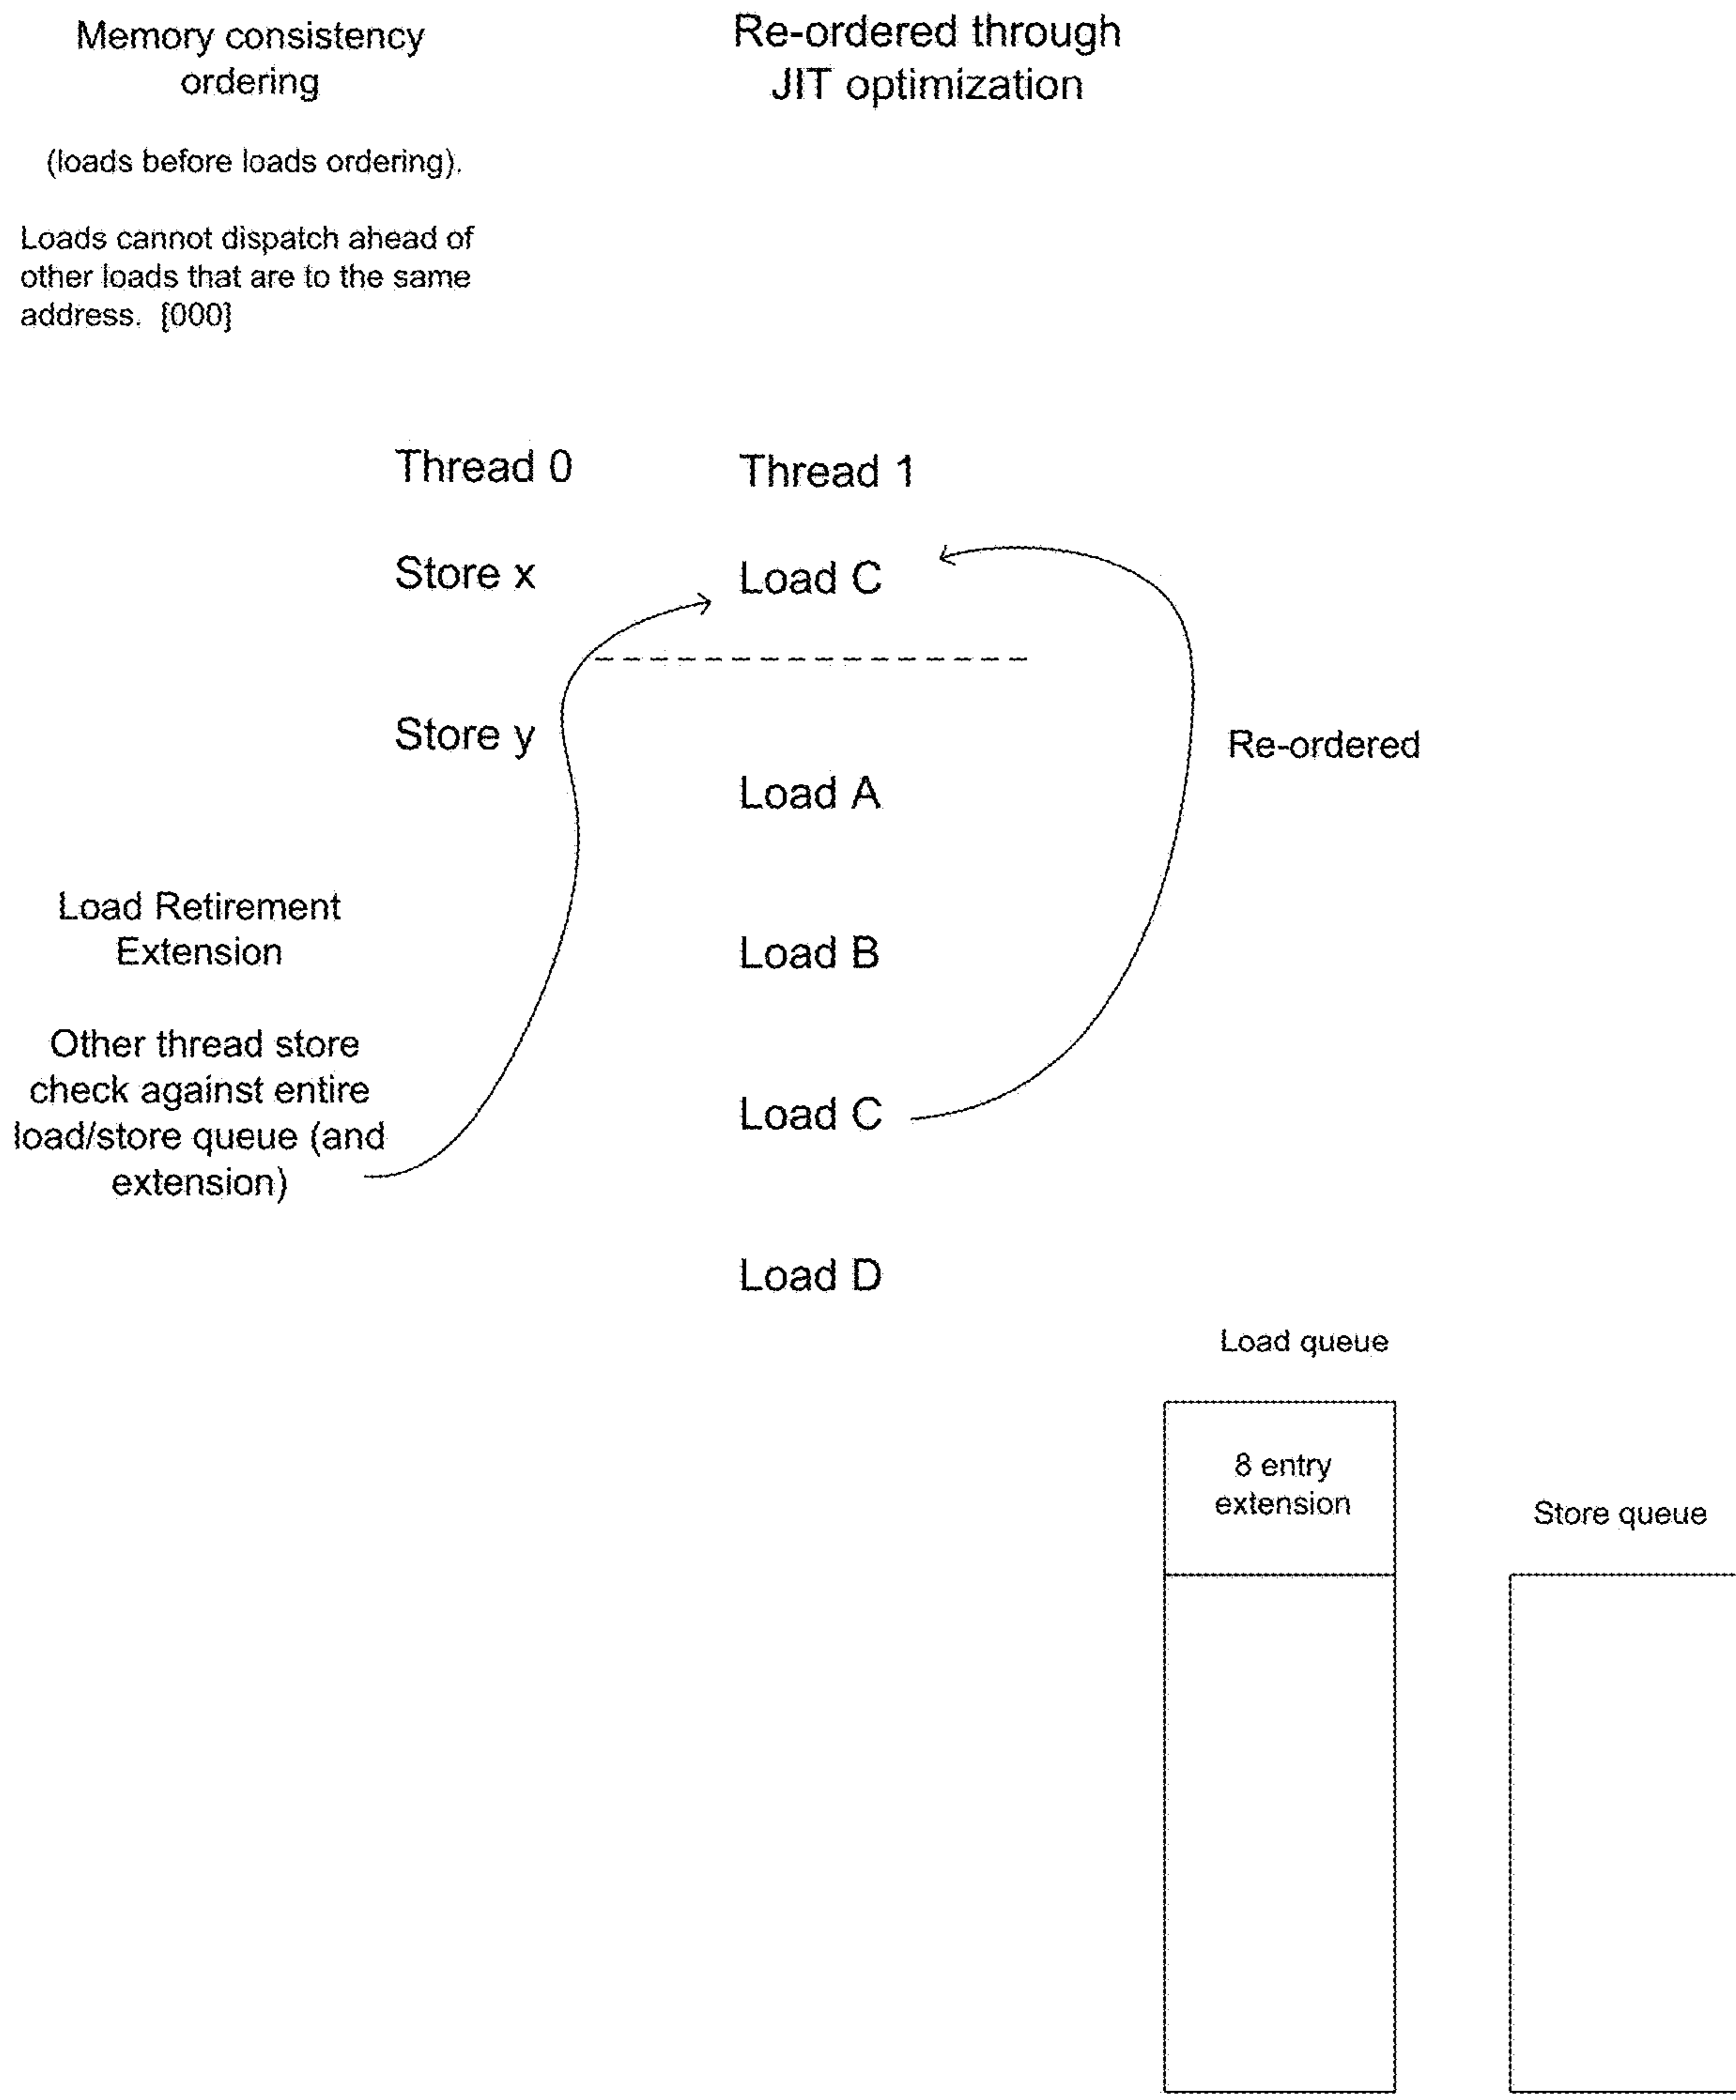 Memory consistency
ordering
(loads before loads ordering).
Loads cannot dispatch ahead of
other loads that are to the same
address. [000]
Re-ordered through
JIT optimization
Thread 0
Thread 1
Store x
Load C
Store y
Re-ordered
Load A
Load Retirement
Extension
Load B
Other thread store
check against entire
load/store queue (and
extension)
Load C
Load D
Load queue
8 entry
extension
Store queue